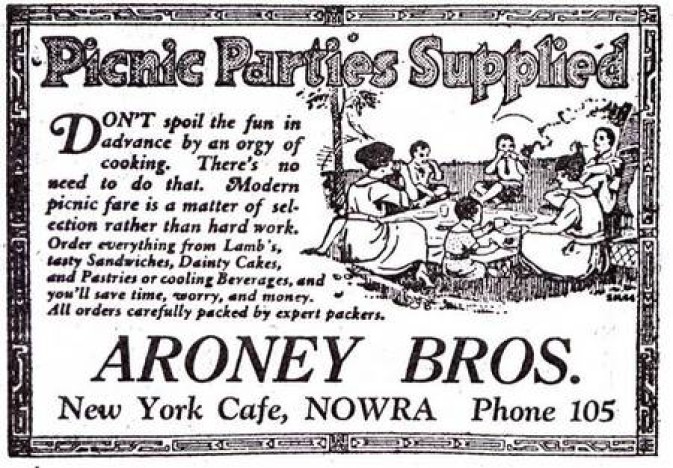 Picnic Parties Supplied
DON'T spoil the fun in
advance by an orgy of
cooking. There's no
need to do that. Modern
picnic fare is a matter of sel-
ection rather than hard work.
Order everything from Lamb's,
tasty Sandwiches, Dainty Cakes,
and Pastries or cooling Beverages, and
you'll save time, worry, and money.
All orders carefully packed by expert packers.
ARONEY BROS.
New York Cafe, NOWRA Phone 105